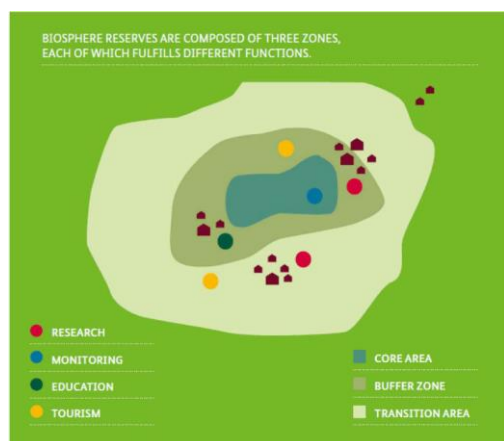 BIOSPHERE RESERVES ARE COMPOSED OF THREE ZONES,
EACH OF WHICH FULFILLS DIFFERENT FUNCTIONS.
RESEARCH
MONITORING
EDUCATION
TOURISM
CORE AREA
BUFFER ZONE
TRANSITION AREA